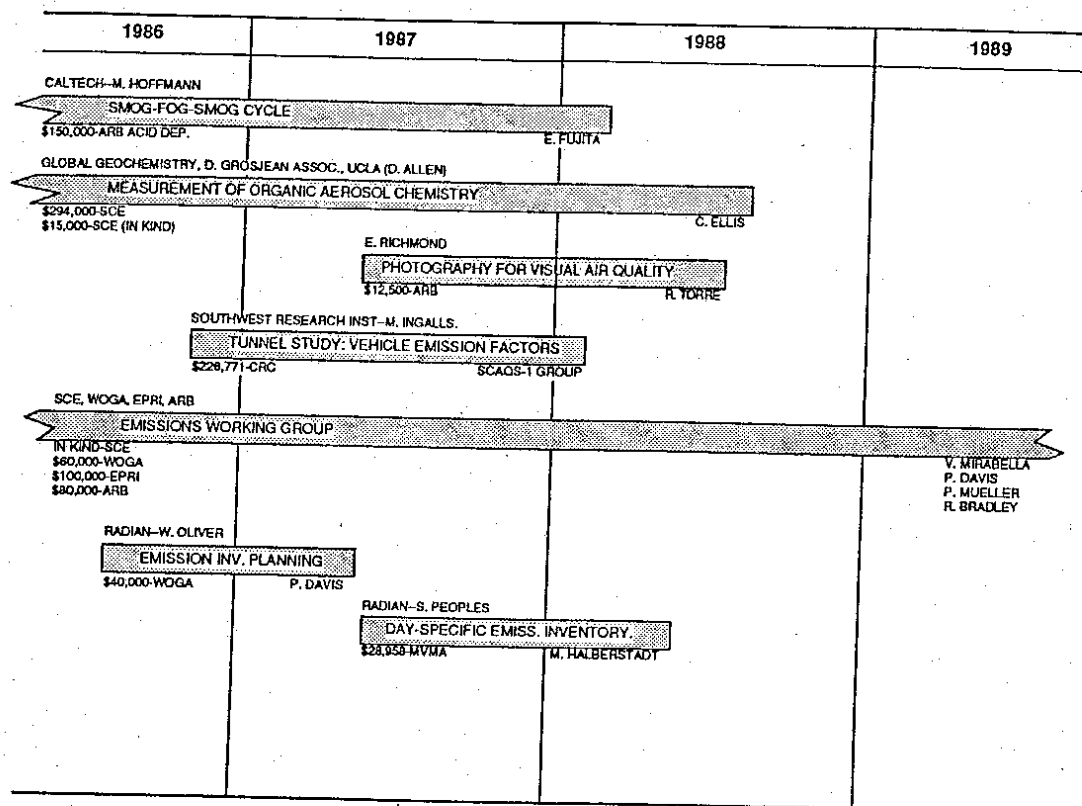 1986 1987 1988 1989
CALTECH–M. HOFFMANN
SMOG-FOG-SMOG CYCLE
$150,000-ARB ACID DEP. E. FUJITA
GLOBAL GEOCHEMISTRY, D. GROSJEAN ASSOC., UCLA (D. ALLEN)
MEASUREMENT OF ORGANIC AEROSOL CHEMISTRY
$294,000-SCE C. ELLIS
$15,000-SCE (IN KIND)
E. RICHMOND
PHOTOGRAPHY FOR VISUAL AIR QUALITY
$12,500-ARB R. TORRE
SOUTHWEST RESEARCH INST–M. INGALLS.
TUNNEL STUDY: VEHICLE EMISSION FACTORS
$226,771-CRC SCAQS-1 GROUP
SCE, WOGA, EPRI, ARB
EMISSIONS WORKING GROUP
IN KIND-SCE V. MIRABELLA
$60,000-WOGA P. DAVIS
$100,000-EPRI P. MUELLER
$80,000-ARB R. BRADLEY
RADIAN–W. OLIVER
EMISSION INV. PLANNING
$40,000-WOGA P. DAVIS
RADIAN–S. PEOPLES
DAY-SPECIFIC EMISS. INVENTORY.
$28,958-MVMA M. HALBERSTADT